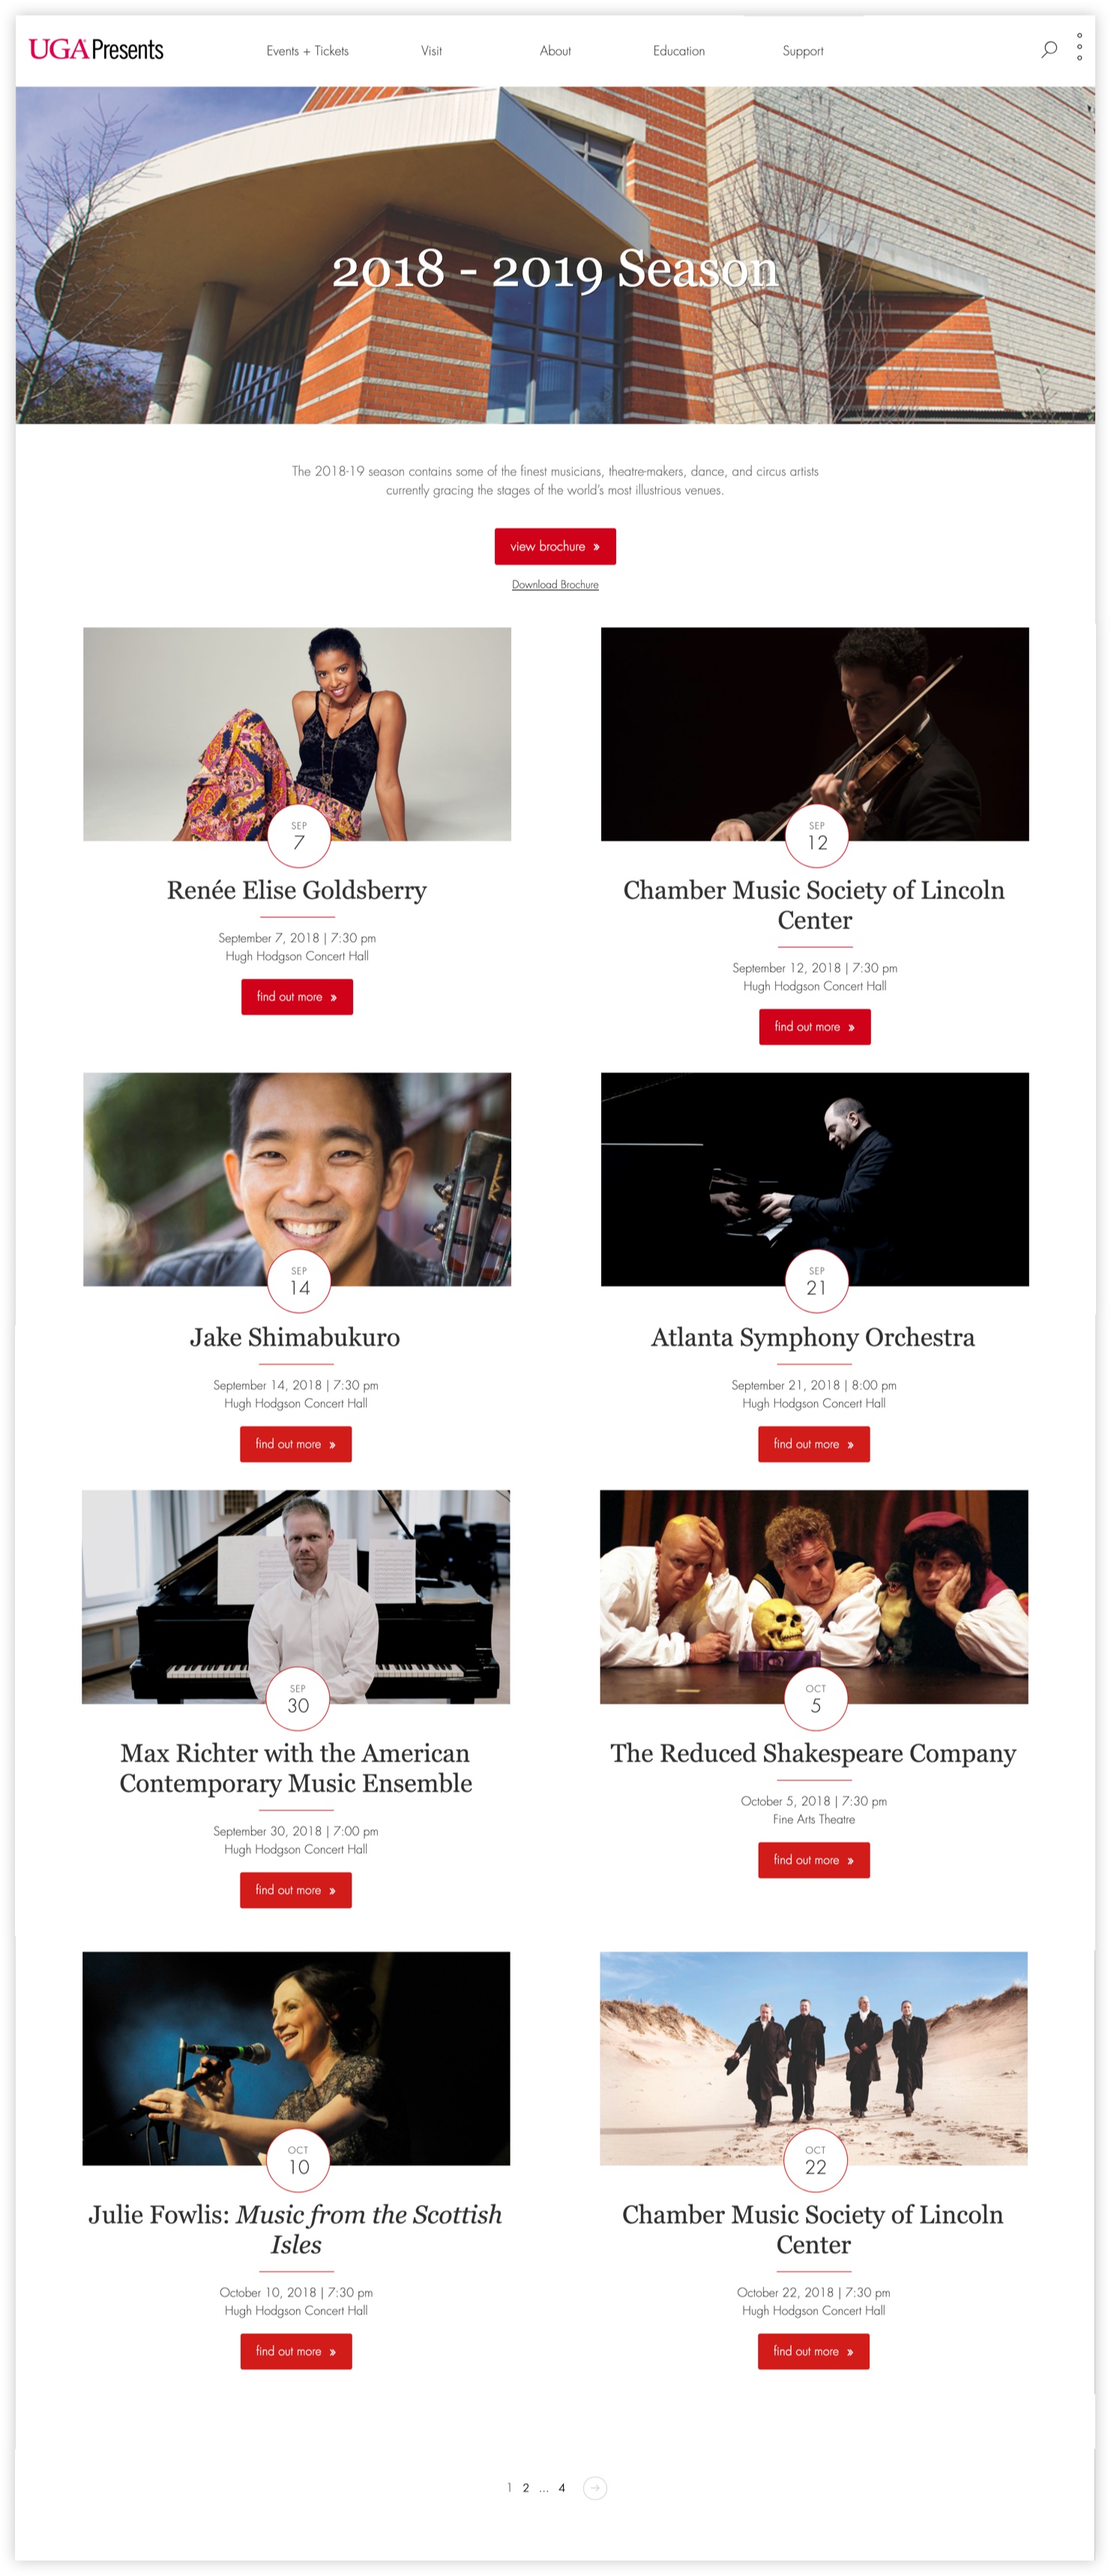 UGA Presents
Events + Tickets
Visit
About
Education
Support
2018 - 2019 Season
The 2018-19 season contains some of the finest musicians, theatre-makers, dance, and circus artists
currently gracing the stages of the world's most illustrious venues.
view brochure »
Download Brochure
SEP
7
Renée Elise Goldsberry
September 7, 2018 | 7:30 pm
Hugh Hodgson Concert Hall
find out more »
SEP
12
Chamber Music Society of Lincoln
Center
September 12, 2018 | 7:30 pm
Hugh Hodgson Concert Hall
find out more »
SEP
14
Jake Shimabukuro
September 14, 2018 | 7:30 pm
Hugh Hodgson Concert Hall
find out more »
SEP
21
Atlanta Symphony Orchestra
September 21, 2018 | 8:00 pm
Hugh Hodgson Concert Hall
find out more »
SEP
30
Max Richter with the American
Contemporary Music Ensemble
September 30, 2018 | 7:00 pm
Hugh Hodgson Concert Hall
find out more »
OCT
5
The Reduced Shakespeare Company
October 5, 2018 | 7:30 pm
Fine Arts Theatre
find out more »
OCT
10
Julie Fowlis: Music from the Scottish
Isles
October 10, 2018 | 7:30 pm
Hugh Hodgson Concert Hall
find out more »
OCT
22
Chamber Music Society of Lincoln
Center
October 22, 2018 | 7:30 pm
Hugh Hodgson Concert Hall
find out more »
1 2 ... 4